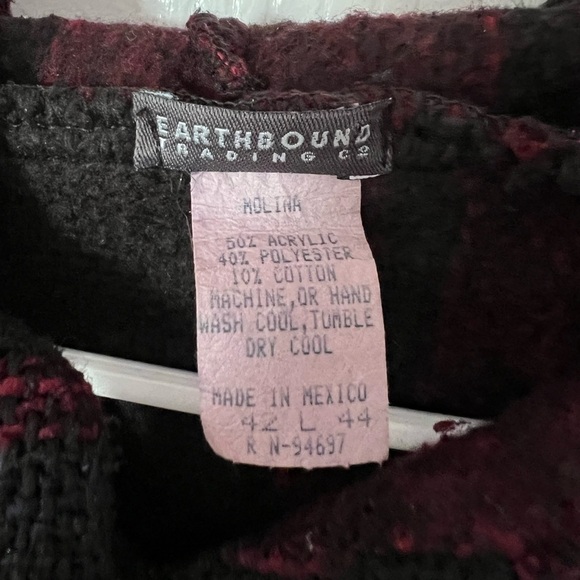 EARTHBOUND
TRADING CO
MOLINA
50% ACRYLIC
40% POLYESTER
10% COTTON
MACHINE,OR HAND
WASH COOL,TUMBLE
DRY COOL
MADE IN MEXICO
42 L 44
R N-94697